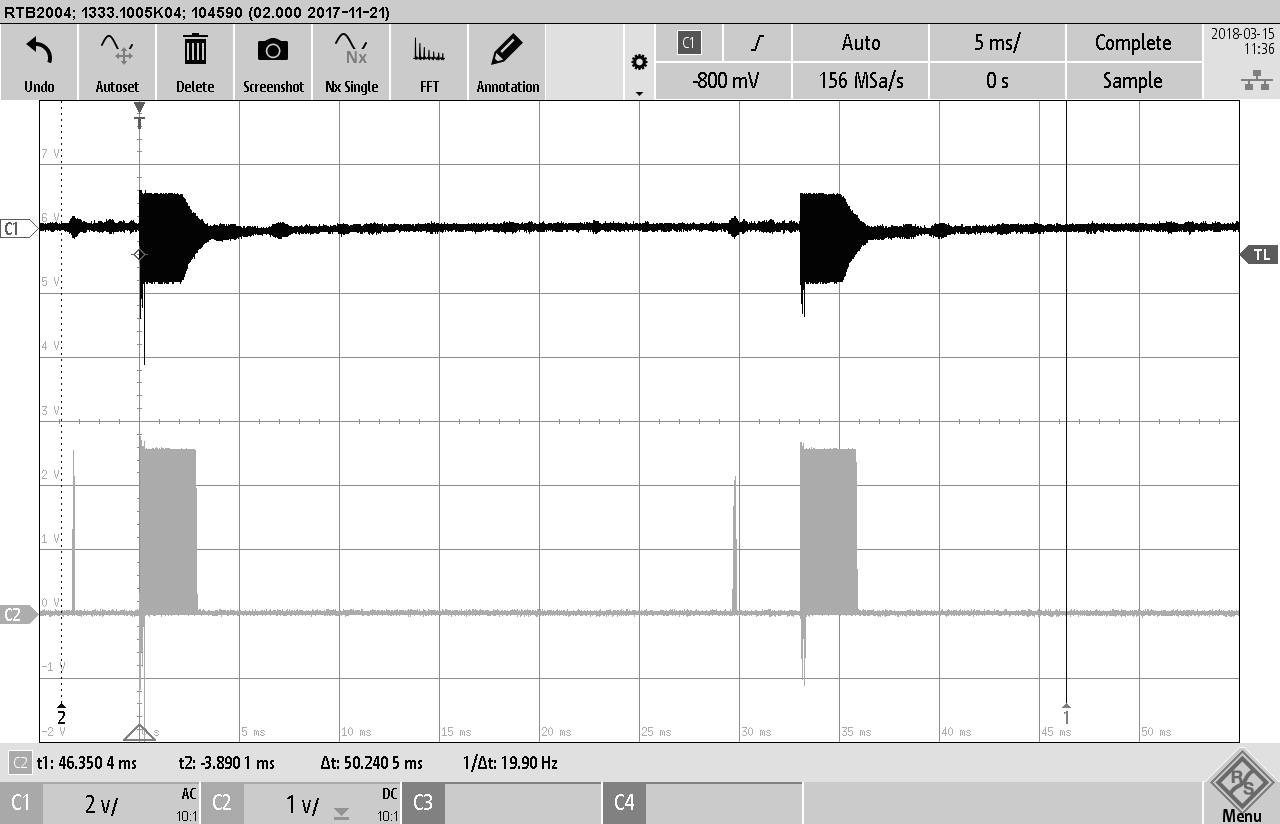 RTB2004; 1333.1005K04; 104590 (02.000 2017-11-21)
Undo
Autoset
Delete
Screenshot
Nx
Nx Single
FFT
Annotation
C1
Auto
5 ms/
Complete
2018-03-15
11:36
-800 mV
156 MSa/s
0 s
Sample
T
7 V
6 V
C1
TL
5 V
4 V
3 V
2 V
1 V
0 V
C2
-1 V
2
1
-2 V
s
5 ms
10 ms
15 ms
20 ms
25 ms
30 ms
35 ms
40 ms
45 ms
50 ms
C2 t1: 46.350 4 ms t2: -3.890 1 ms Δt: 50.240 5 ms 1/Δt: 19.90 Hz
C1 2 V/ AC 10:1
C2 1 V/ DC 10:1
C3
C4
R S
Menu